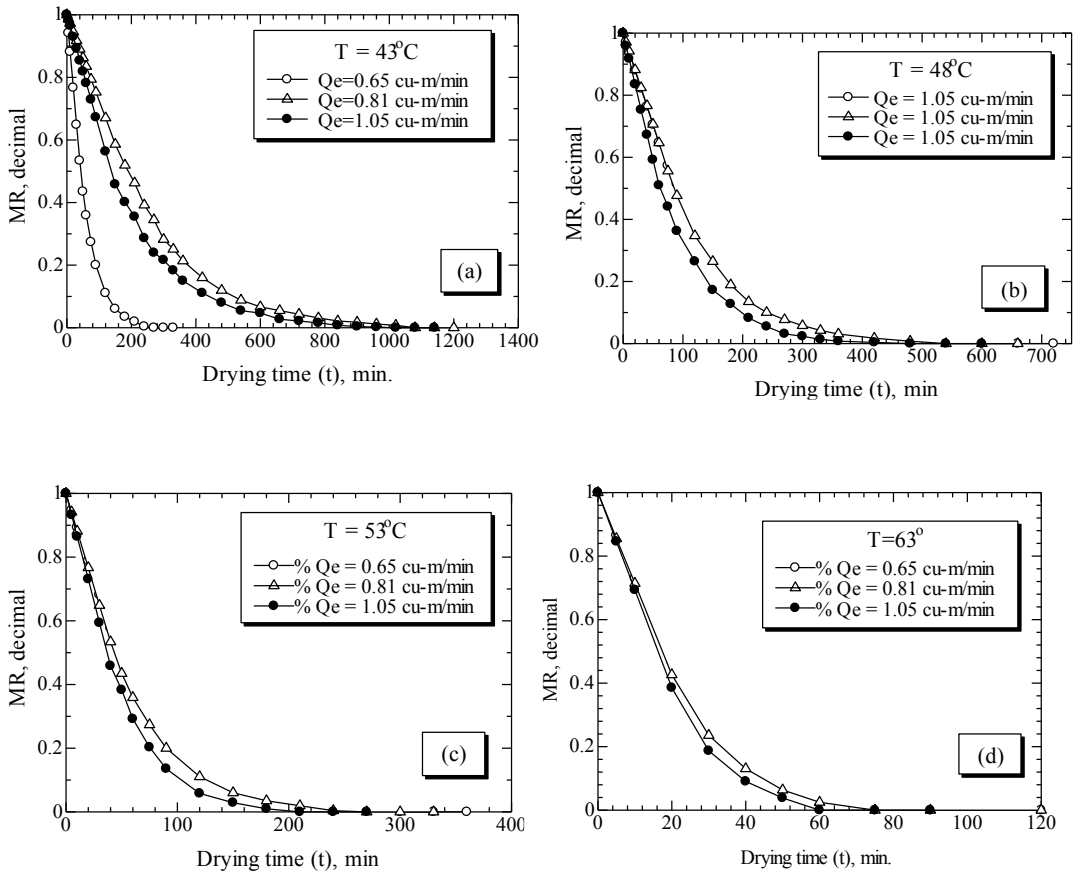 T = 43°C
Qe=0.65 cu-m/min
Qe=0.81 cu-m/min
Qe=1.05 cu-m/min
1
0.8
0.6
0.4
0.2
0
MR, decimal
(a)
0 200 400 600 800 1000 1200 1400
Drying time (t), min.
T = 48°C
Qe = 1.05 cu-m/min
Qe = 1.05 cu-m/min
Qe = 1.05 cu-m/min
1
0.8
0.6
0.4
0.2
0
MR, decimal
(b)
0 100 200 300 400 500 600 700
Drying time (t), min
T = 53°C
% Qe = 0.65 cu-m/min
% Qe = 0.81 cu-m/min
% Qe = 1.05 cu-m/min
1
0.8
0.6
0.4
0.2
0
MR, decimal
(c)
0 100 200 300 400
Drying time (t), min
T=63°
% Qe = 0.65 cu-m/min
% Qe = 0.81 cu-m/min
% Qe = 1.05 cu-m/min
1
0.8
0.6
0.4
0.2
0
MR, decimal
(d)
0 20 40 60 80 100 120
Drying time (t), min.